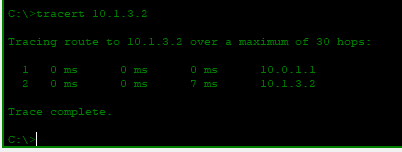 C:\>tracert 10.1.3.2
Tracing route to 10.1.3.2 over a maximum of 30 hops:
1 0 ms 0 ms 0 ms 10.0.1.1
2 0 ms 0 ms 7 ms 10.1.3.2
Trace complete.
C:\>